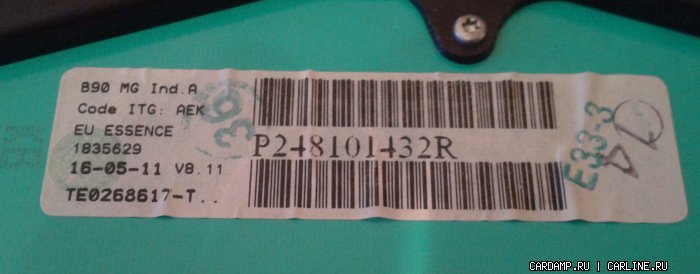 B90 MG Ind.A
Code ITG: AEK
EU ESSENCE
1835629
16-05-11 V8.11
TE0268617-T..
P248101432R
E33-3
CARDAMP.RU | CARLINE.RU